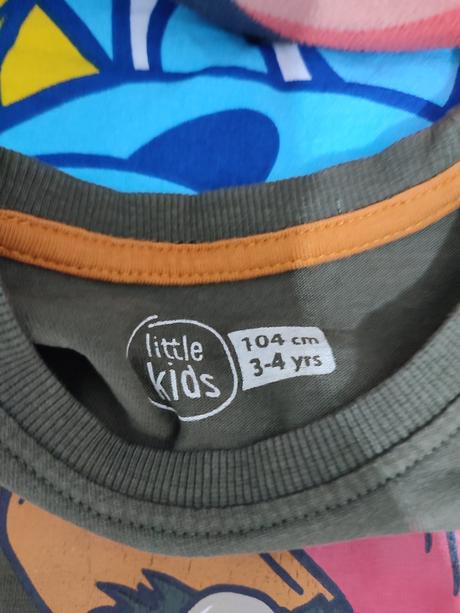 little
kids
104 cm
3-4 yrs